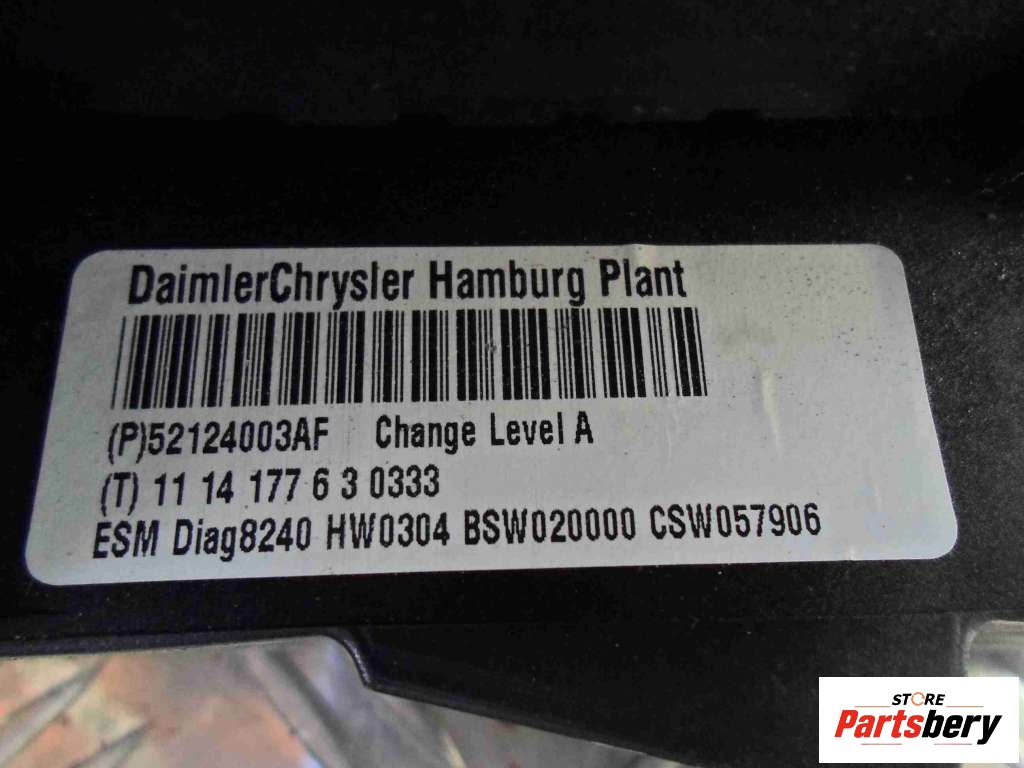 DaimlerChrysler Hamburg Plant
(P)52124003AF Change Level A
(T) 11 14 177 6 3 0333
ESM Diag8240 HW0304 BSW020000 CSW057906
STORE
Partsbery